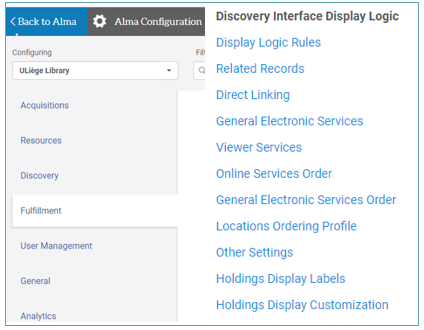 Back to Alma
Alma Configuration
Configuring
ULiège Library
Acquisitions
Resources
Discovery
Fulfillment
User Management
General
Analytics
Discovery Interface Display Logic
Display Logic Rules
Related Records
Direct Linking
General Electronic Services
Viewer Services
Online Services Order
General Electronic Services Order
Locations Ordering Profile
Other Settings
Holdings Display Labels
Holdings Display Customization